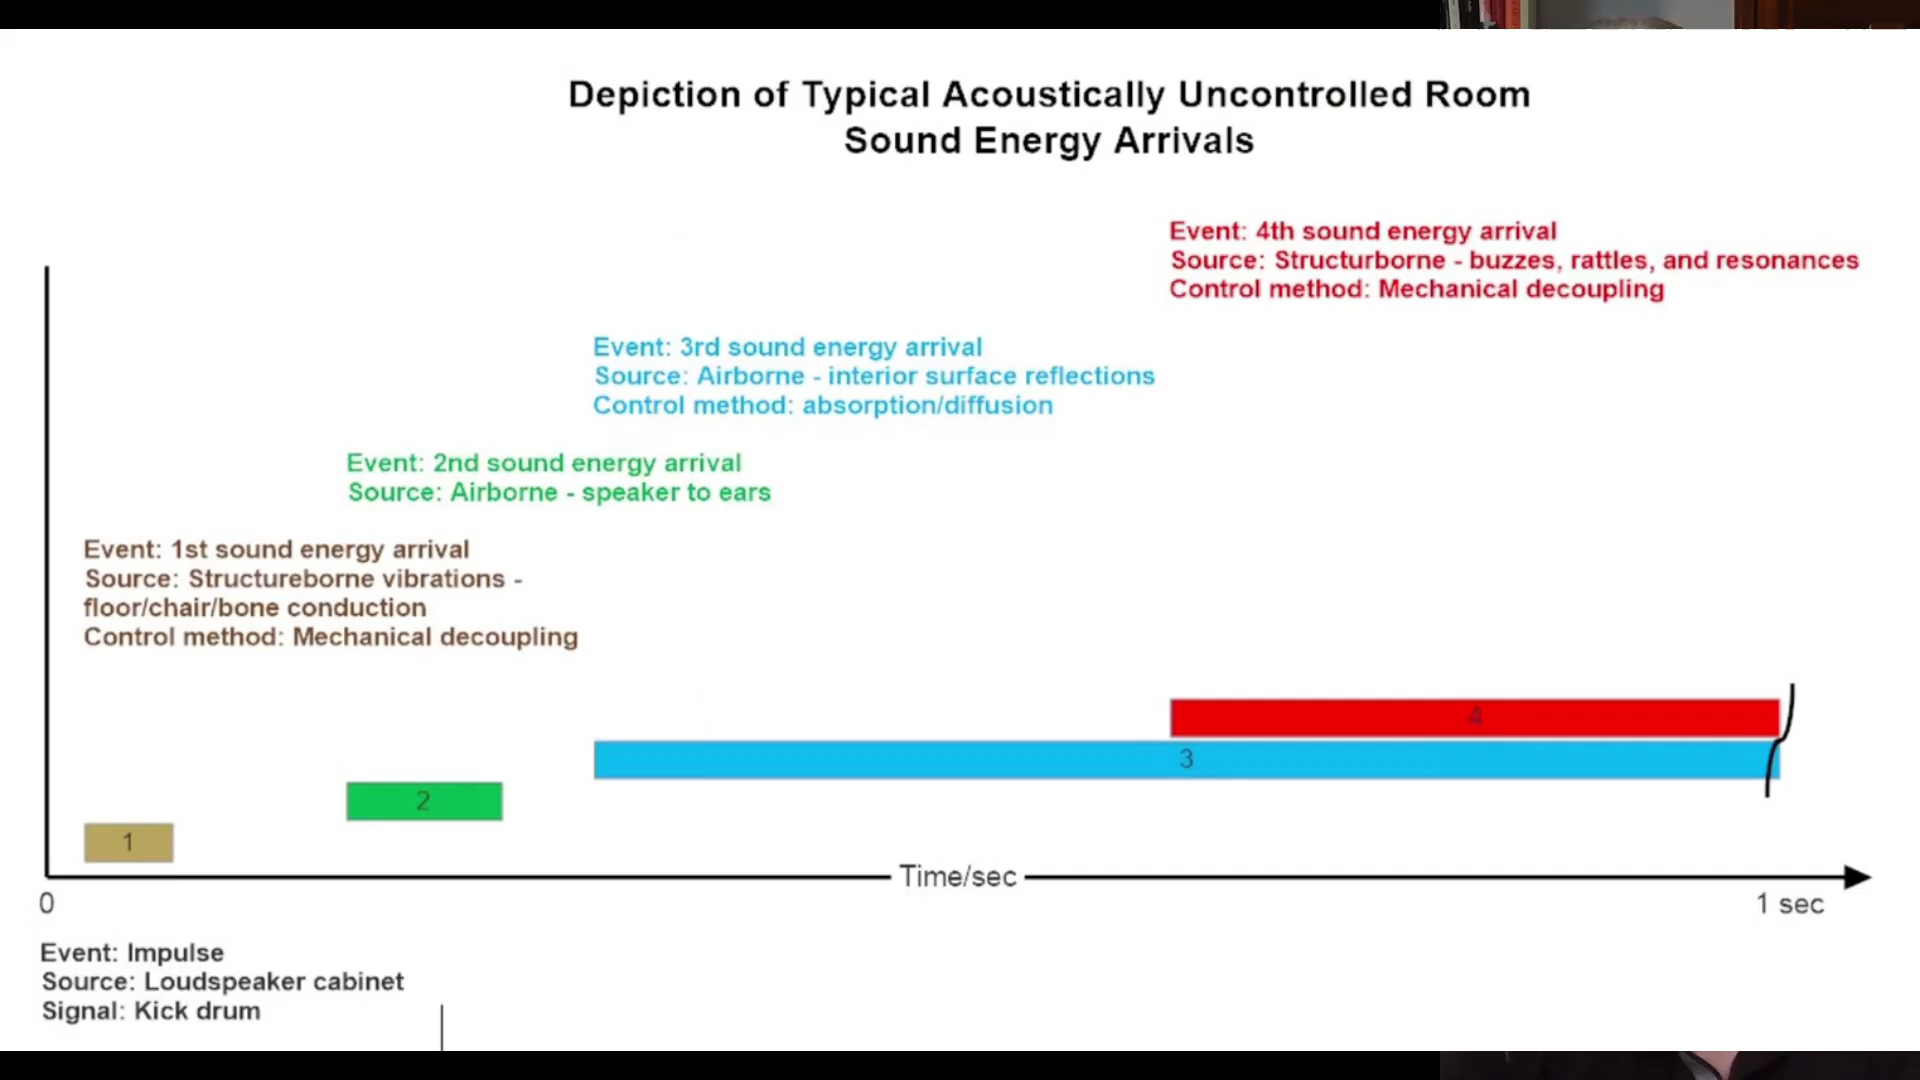 Depiction of Typical Acoustically Uncontrolled Room
Sound Energy Arrivals
Event: 4th sound energy arrival
Source: Structurborne - buzzes, rattles, and resonances
Control method: Mechanical decoupling
Event: 3rd sound energy arrival
Source: Airborne - interior surface reflections
Control method: absorption/diffusion
Event: 2nd sound energy arrival
Source: Airborne - speaker to ears
Event: 1st sound energy arrival
Source: Structureborne vibrations -
floor/chair/bone conduction
Control method: Mechanical decoupling
4
3
2
1
Time/sec
0
1 sec
Event: Impulse
Source: Loudspeaker cabinet
Signal: Kick drum